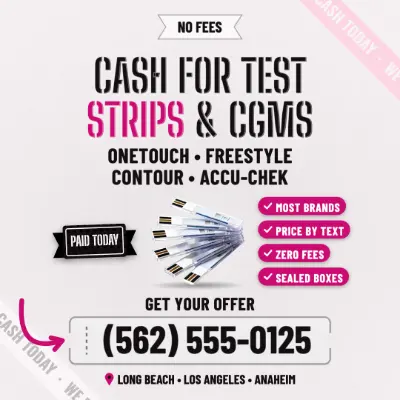 NO FEES
CASH FOR TEST
STRIPS & CGMS
ONETOUCH • FREESTYLE
CONTOUR • ACCU-CHEK
PAID TODAY
MOST BRANDS
PRICE BY TEXT
ZERO FEES
SEALED BOXES
GET YOUR OFFER
(562) 555-0125
LONG BEACH • LOS ANGELES • ANAHEIM
CASH TODAY • WE
CASH TODAY • WE